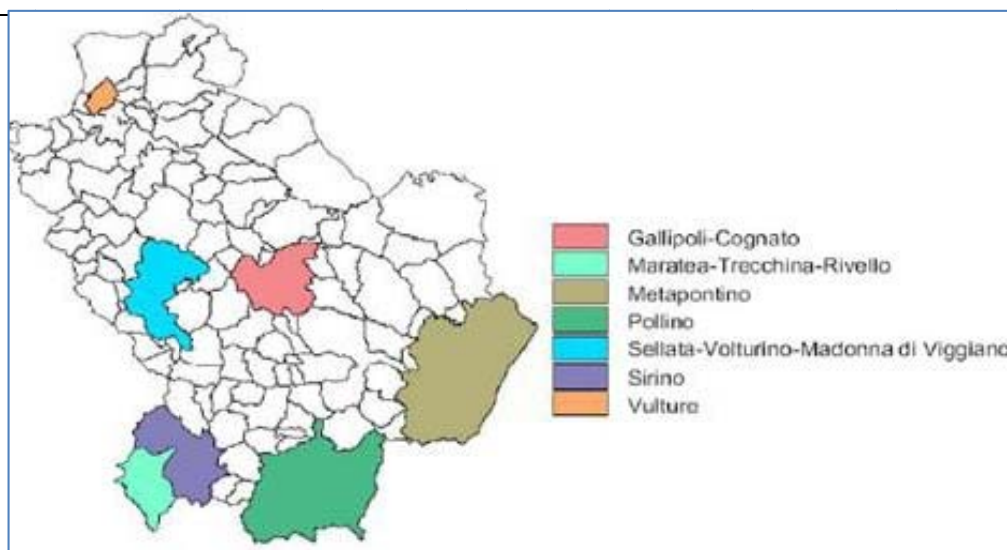 Gallipoli-Cognato
Maratea-Trecchina-Rivello
Metapontino
Pollino
Sellata-Volturino-Madonna di Viggiano
Sirino
Vulture